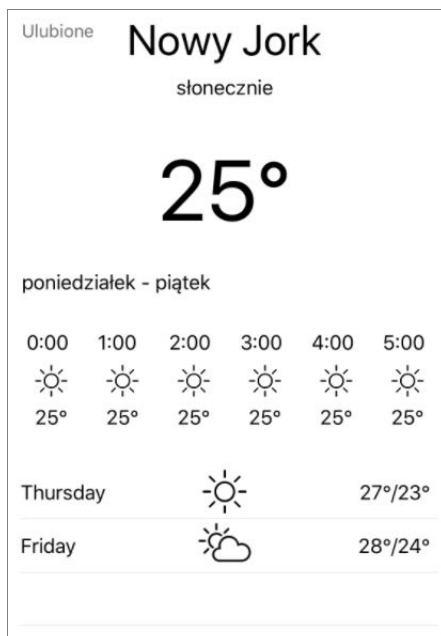 Ulubione
Nowy Jork
słonecznie
25°
poniedziałek - piątek
0:00 1:00 2:00 3:00 4:00 5:00
25° 25° 25° 25° 25° 25°
Thursday 27°/23°
Friday 28°/24°